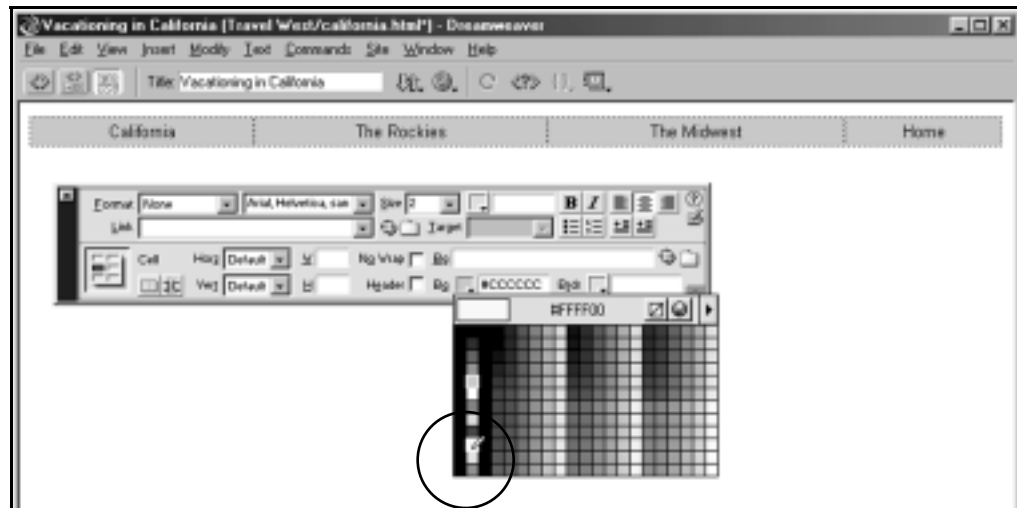 Vacationing in California (Travel West/california.html*) - Dreamweaver
File Edit View Insert Modify Text Commands Site Window Help
Title: Vacationing in California
California The Rockies The Midwest Home
Format None Arial, Helvetica, san Size 2 B I
Link Target
Cell Horz Default W No Wrap Bg
Vert Default H Header Bg #CCCCCC Brdr
#FFFF00